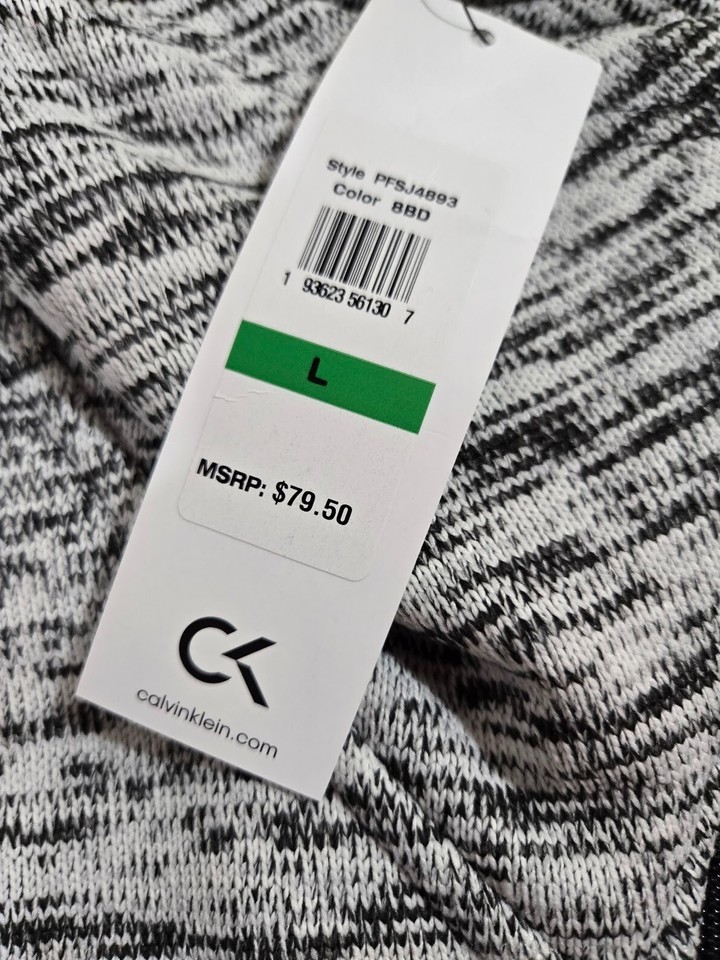 Style PFSJ4893
Color 8BD
1 93623 56130 7
L
MSRP: $79.50
CK
calvinklein.com